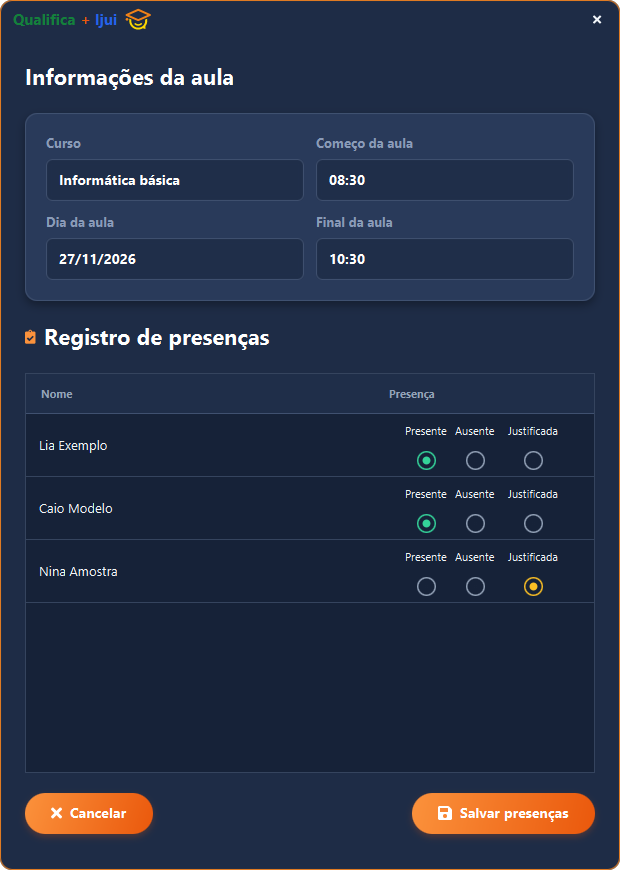 Qualifica + Ijui
Informações da aula
Curso
Começo da aula
Informática básica
08:30
Dia da aula
Final da aula
27/11/2026
10:30
Registro de presenças
Nome
Presença
Presente Ausente Justificada
Lia Exemplo
Presente Ausente Justificada
Caio Modelo
Presente Ausente Justificada
Nina Amostra
Cancelar
Salvar presenças